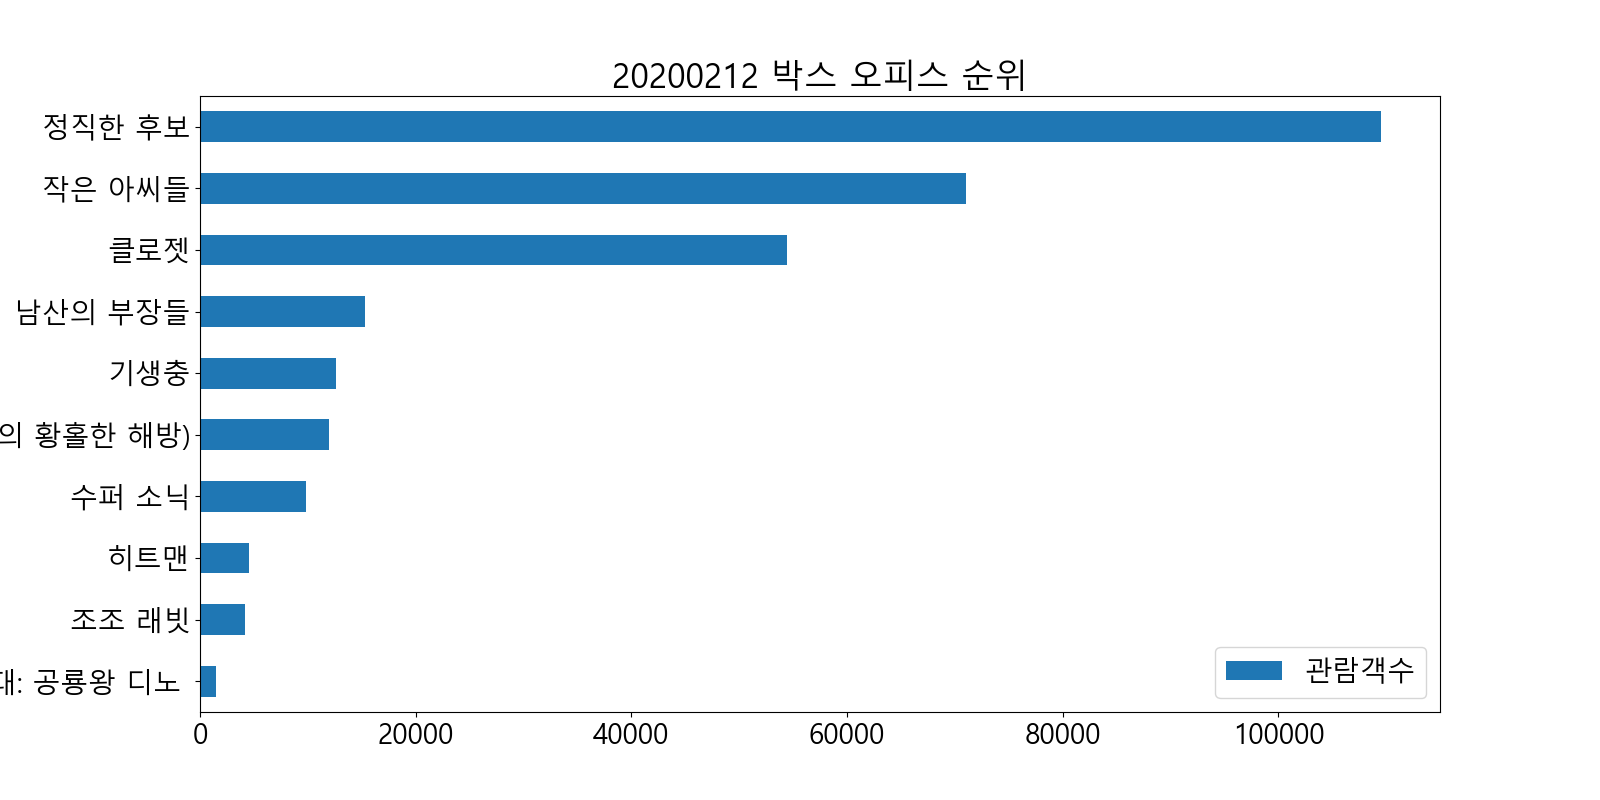 20200212 박스 오피스 순위
정직한 후보
작은 아씨들
클로젯
남산의 부장들
기생충
의 황홀한 해방)
수퍼 소닉
히트맨
조조 래빗
공룡왕 디노
관람객수
0 20000 40000 60000 80000 100000